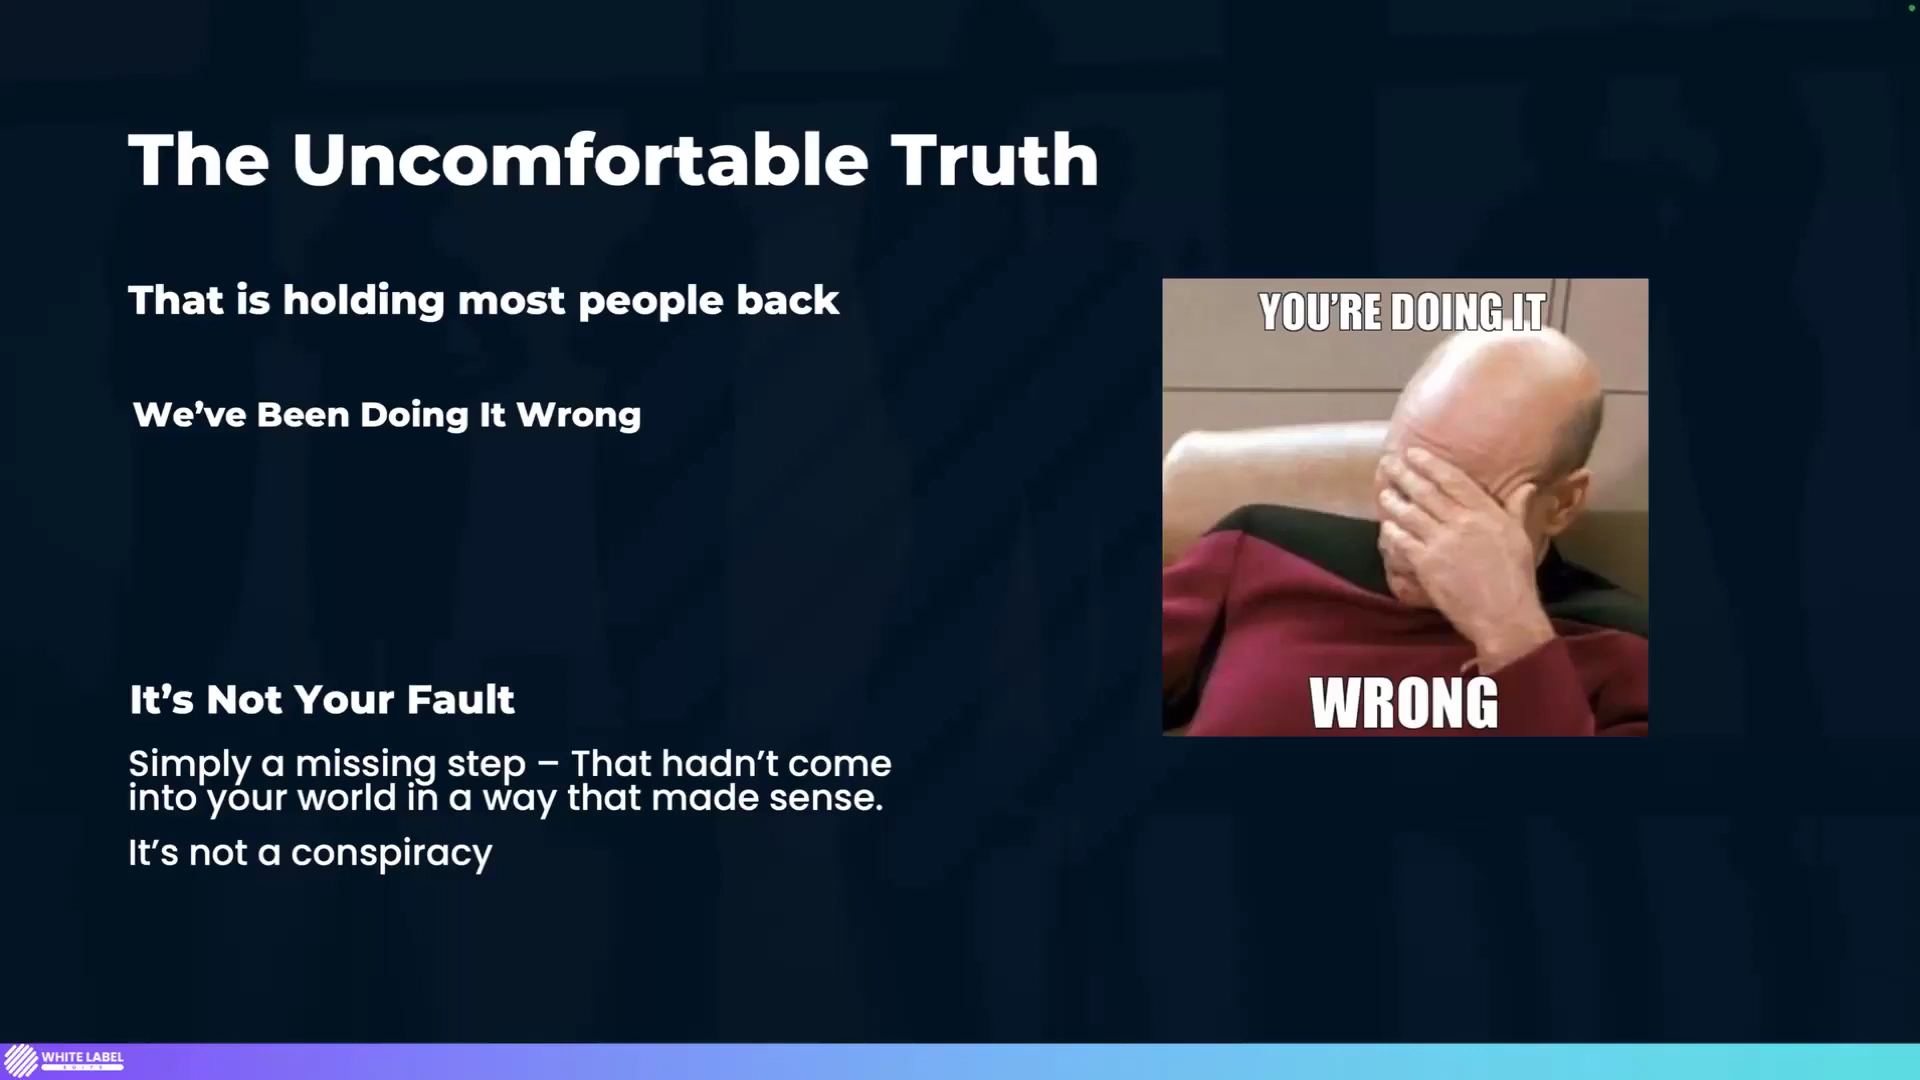 The Uncomfortable Truth
That is holding most people back
We’ve Been Doing It Wrong
YOU’RE DOING IT
WRONG
It’s Not Your Fault
Simply a missing step – That hadn’t come
into your world in a way that made sense.
It’s not a conspiracy
WHITE LABEL
SUITE